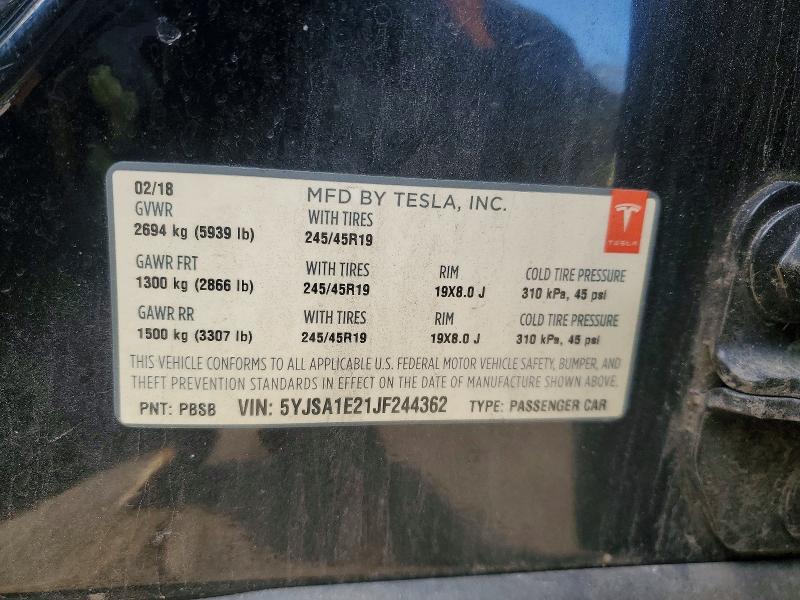 02/18
MFD BY TESLA, INC.
TESLA
GVWR WITH TIRES
2694 kg (5939 lb) 245/45R19
GAWR FRT WITH TIRES RIM COLD TIRE PRESSURE
1300 kg (2866 lb) 245/45R19 19X8.0 J 310 kPa, 45 psi
GAWR RR WITH TIRES RIM COLD TIRE PRESSURE
1500 kg (3307 lb) 245/45R19 19X8.0 J 310 kPa, 45 psi
THIS VEHICLE CONFORMS TO ALL APPLICABLE U.S. FEDERAL MOTOR VEHICLE SAFETY, BUMPER, AND
THEFT PREVENTION STANDARDS IN EFFECT ON THE DATE OF MANUFACTURE SHOWN ABOVE.
PNT: PBSB VIN: 5YJSA1E21JF244362 TYPE: PASSENGER CAR